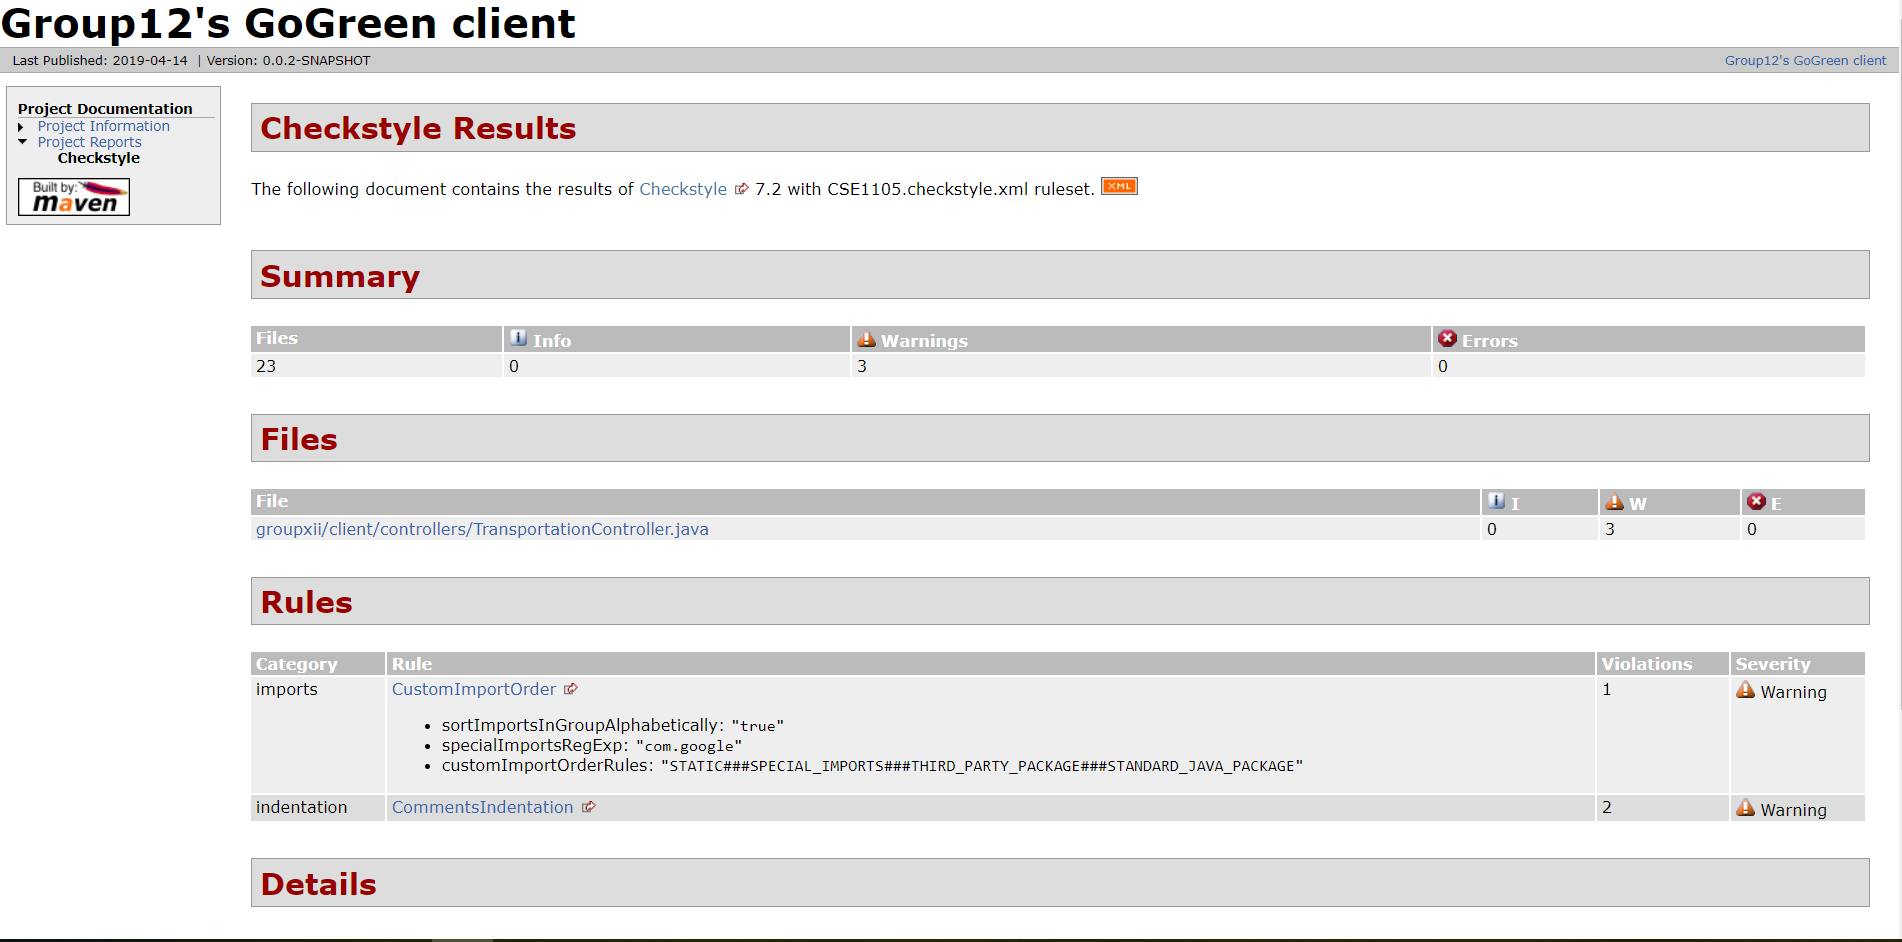 Group12's GoGreen client
Last Published: 2019-04-14 | Version: 0.0.2-SNAPSHOT
Group12's GoGreen client
Project Documentation
Project Information
Project Reports
Checkstyle
Built by:
maven
Checkstyle Results
The following document contains the results of Checkstyle 7.2 with CSE1105.checkstyle.xml ruleset. XML
Summary
Files Info Warnings Errors
23 0 3 0
Files
File I W E
groupxii/client/controllers/TransportationController.java 0 3 0
Rules
Category Rule Violations Severity
imports CustomImportOrder 1 Warning
• sortImportsInGroupAlphabetically: "true"
• specialImportsRegExp: "com.google"
• customImportOrderRules: "STATIC###SPECIAL_IMPORTS###THIRD_PARTY_PACKAGE###STANDARD_JAVA_PACKAGE"
indentation CommentsIndentation 2 Warning
Details